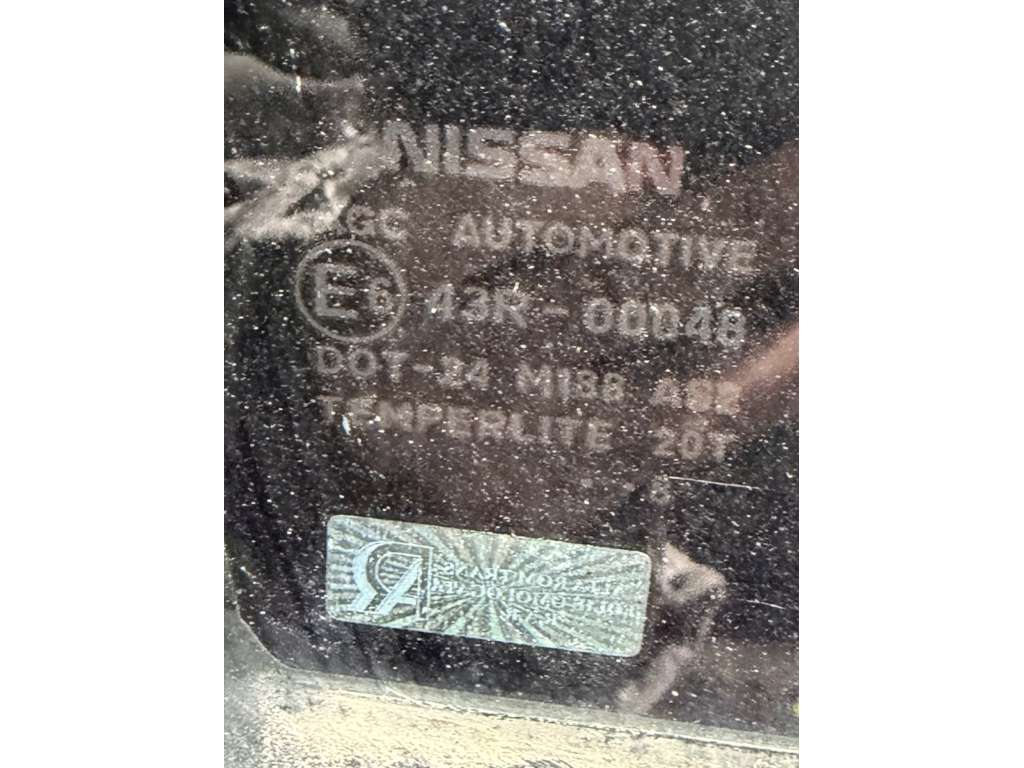 NISSAN
AGC AUTOMOTIVE
E6 43R-00048
DOT-24 M188 AS2
TEMPERLITE 20T